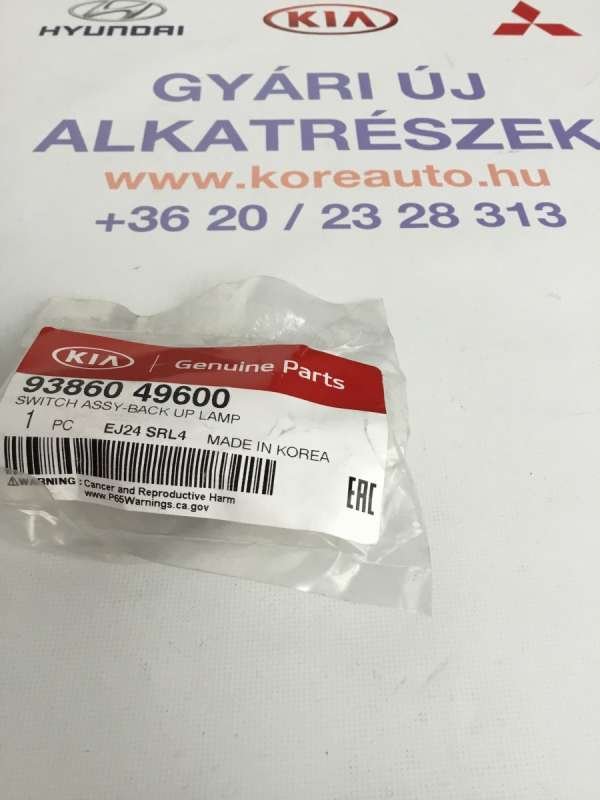 HYUNDAI
KIA
GYÁRI ÚJ
ALKATRÉSZEK
www.koreauto.hu
+36 20 / 23 28 313
KIA Genuine Parts
93860 49600
SWITCH ASSY-BACK UP LAMP
1 PC EJ24 SRL4 MADE IN KOREA
WARNING : Cancer and Reproductive Harm
www.P65Warnings.ca.gov
EAC